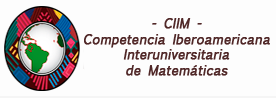 - CIIM -
Competencia Iberoamericana
Interuniversitaria
de Matemáticas